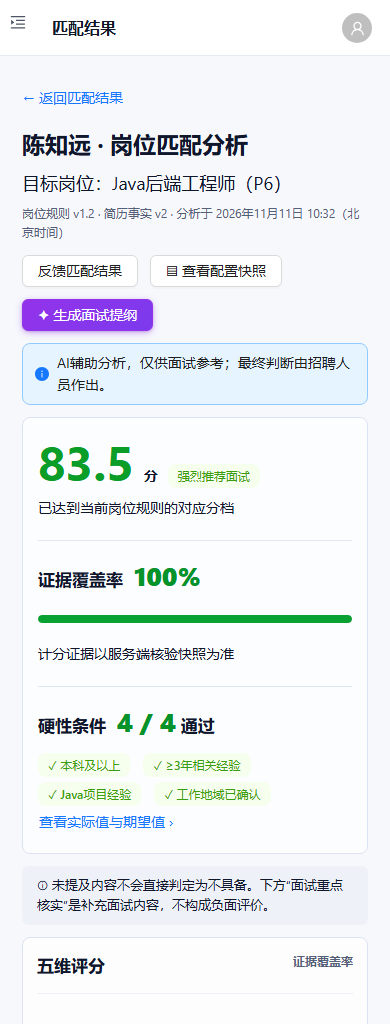 匹配结果
← 返回匹配结果
陈知远 · 岗位匹配分析
目标岗位：Java后端工程师（P6）
岗位规则 v1.2 · 简历事实 v2 · 分析于 2026年11月11日 10:32（北
京时间）
反馈匹配结果
查看配置快照
生成面试提纲
AI辅助分析，仅供面试参考；最终判断由招聘人
员作出。
83.5 分 强烈推荐面试
已达到当前岗位规则的对应分档
证据覆盖率 100%
计分证据以服务端核验快照为准
硬性条件 4 / 4 通过
✓ 本科及以上 ✓ ≥3年相关经验
✓ Java项目经验 ✓ 工作地域已确认
查看实际值与期望值 ›
未提及内容不会直接判定为不具备。下方“面试重点
核实”是补充面试内容，不构成负面评价。
五维评分 证据覆盖率